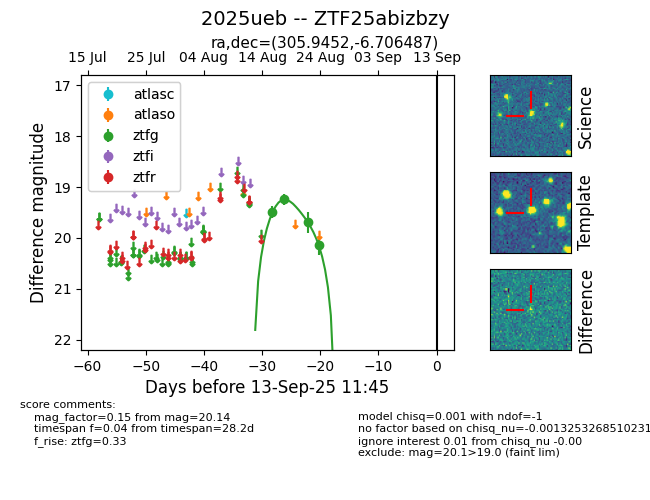 2025ueb -- ZTF25abizbzy
ra,dec=(305.9452,-6.706487)
15 Jul 25 Jul 04 Aug 14 Aug 24 Aug 03 Sep 13 Sep
17
18
19
20
21
22
Difference magnitude
atlasc
atlaso
ztfg
ztfi
ztfr
−60 −50 −40 −30 −20 −10 0
Days before 13-Sep-25 11:45
Science
Template
Difference
score comments:
mag_factor=0.15 from mag=20.14
timespan f=0.04 from timespan=28.2d
f_rise: ztfg=0.33
model chisq=0.001 with ndof=-1
no factor based on chisq_nu=-0.0013253268510231
ignore interest 0.01 from chisq_nu -0.00
exclude: mag=20.1>19.0 (faint lim)